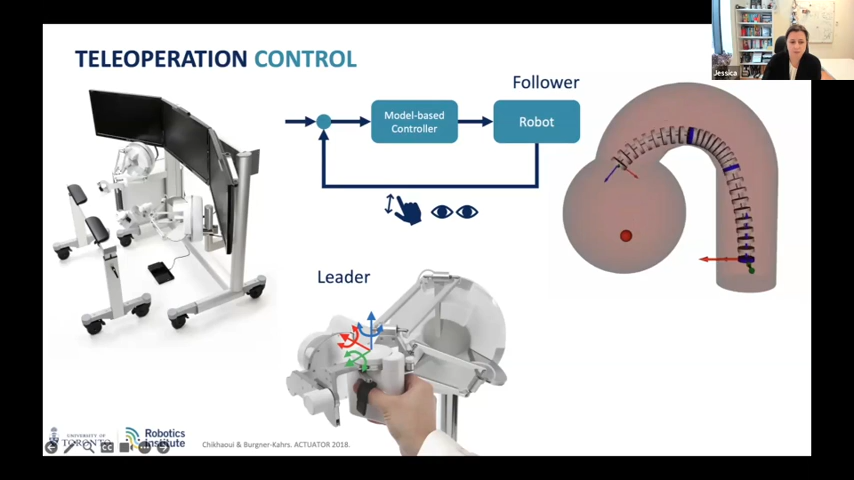 Jessica
TELEOPERATION CONTROL
Follower
Model-based
Controller
Robot
Leader
UNIVERSITY OF
TORONTO
Robotics
Institute
Chikhaoui & Burgner-Kahrs. ACTUATOR 2018.
CC